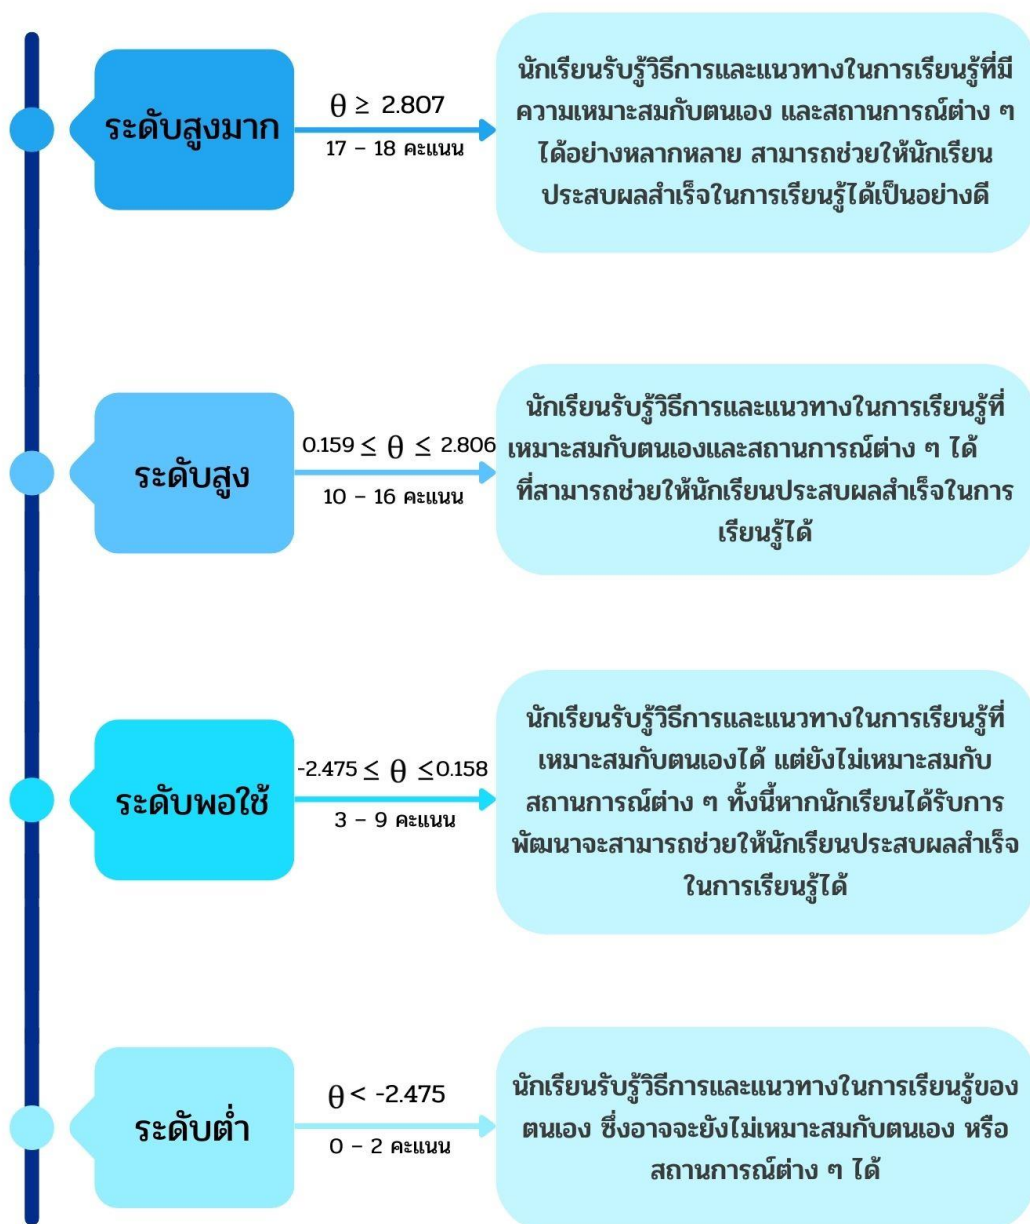 ระดับสูงมาก
θ ≥ 2.807
17 – 18 คะแนน
นักเรียนรับรู้วิธีการและแนวทางในการเรียนรู้ที่มี
ความเหมาะสมกับตนเอง และสถานการณ์ต่าง ๆ
ได้อย่างหลากหลาย สามารถช่วยให้นักเรียน
ประสบผลสำเร็จในการเรียนรู้ได้เป็นอย่างดี
ระดับสูง
0.159 ≤ θ ≤ 2.806
10 – 16 คะแนน
นักเรียนรับรู้วิธีการและแนวทางในการเรียนรู้ที่
เหมาะสมกับตนเองและสถานการณ์ต่าง ๆ ได้
ที่สามารถช่วยให้นักเรียนประสบผลสำเร็จในการ
เรียนรู้ได้
ระดับพอใช้
-2.475 ≤ θ ≤0.158
3 – 9 คะแนน
นักเรียนรับรู้วิธีการและแนวทางในการเรียนรู้ที่
เหมาะสมกับตนเองได้ แต่ยังไม่เหมาะสมกับ
สถานการณ์ต่าง ๆ ทั้งนี้หากนักเรียนได้รับการ
พัฒนาจะสามารถช่วยให้นักเรียนประสบผลสำเร็จ
ในการเรียนรู้ได้
ระดับต่ำ
θ < -2.475
0 – 2 คะแนน
นักเรียนรับรู้วิธีการและแนวทางในการเรียนรู้ของ
ตนเอง ซึ่งอาจจะยังไม่เหมาะสมกับตนเอง หรือ
สถานการณ์ต่าง ๆ ได้